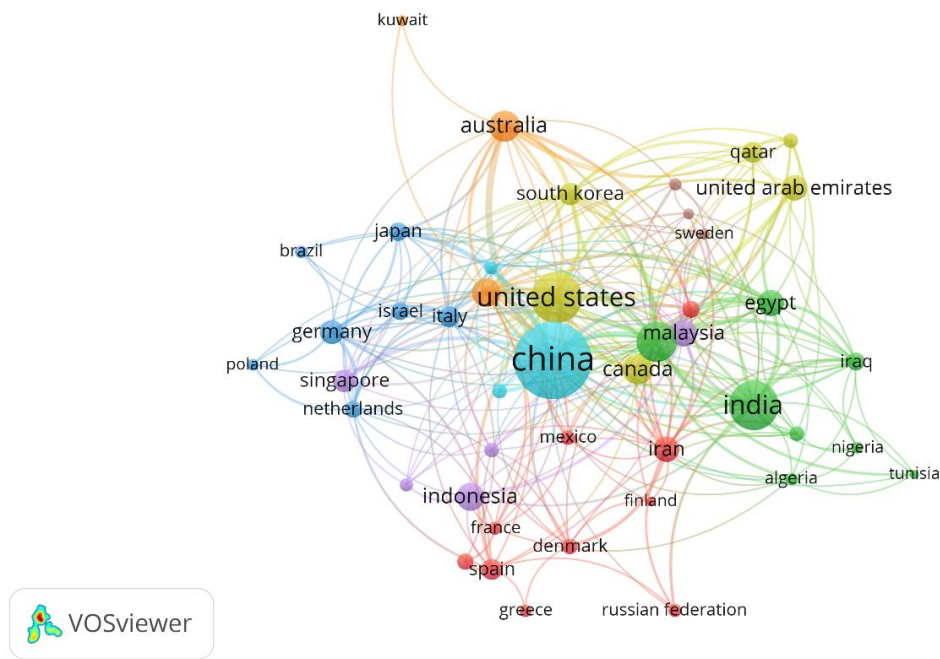 kuwait
australia
qatar
south korea
united arab emirates
japan
sweden
brazil
united states
egypt
israel
italy
germany
malaysia
china
iraq
poland
canada
singapore
netherlands
india
mexico
iran
nigeria
algeria
tunisia
indonesia
finland
france
denmark
spain
greece
russian federation
VOSviewer